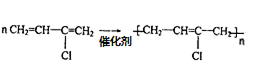 n CH₂=CH-C=CH₂ 催化剂 -[CH₂-CH=C-CH₂]-n
Cl Cl